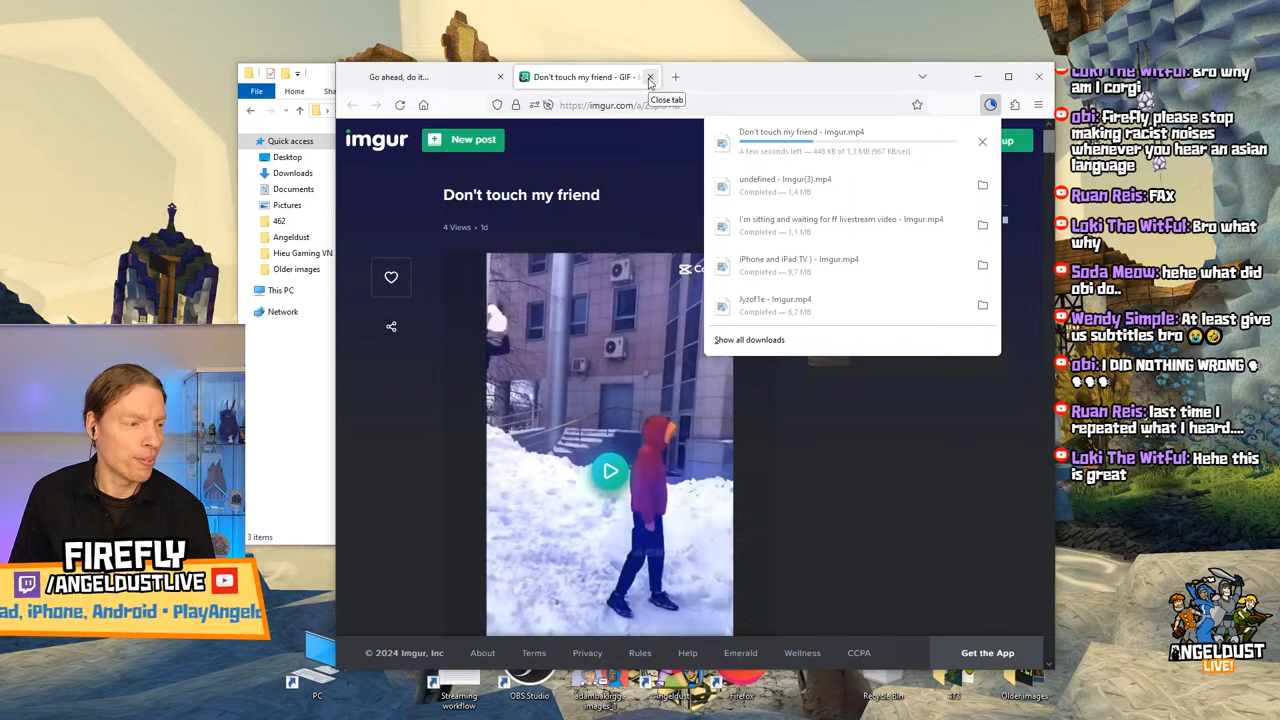 Go ahead, do it...
Don't touch my friend - GIF -
Close tab
https://imgur.com/a/
File
Home
Quick access
Desktop
Downloads
Documents
Pictures
462
Angeldust
Hieu Gaming VN
Older images
This PC
Network
3 items
imgur
New post
up
Don't touch my friend
4 Views • 1d
Don't touch my friend - Imgur.mp4
A few seconds left — 448 KB of 1,3 MB (967 KB/sec)
undefined - Imgur(3).mp4
Completed — 1,4 MB
I'm sitting and waiting for ff livestream video - Imgur.mp4
Completed — 1,1 MB
iPhone and iPad TV ) - Imgur.mp4
Completed — 9,7 MB
Jyzof1e - Imgur.mp4
Completed — 6,2 MB
Show all downloads
© 2024 Imgur, Inc
About
Terms
Privacy
Rules
Help
Emerald
Wellness
CCPA
Get the App
Loki The Witful: Bro why
am I corgi
obi: Firefly please stop
making racist noises
whenever you hear an asian
language
Ruan Reis: FAx
Loki The Witful: Bro what
why
Soda Meow: hehe what did
obi do..
Wendy Simple: At least give
us subtitles bro 😭🤣
obi: I DID NOTHING WRONG 🗣
🗣🗣🗣
Ruan Reis: last time I
repeated what I heard....
Loki The Witful: Hehe this
is great
FIREFLY
/ANGELDUSTLIVE
ad, iPhone, Android • PlayAngeld
ANGELDUST
LIVE!
PC
Streaming
workflow
OBS Studio
adambakirgg
images_1
Angeldust
Firefox
Recycle Bin
473
Older images